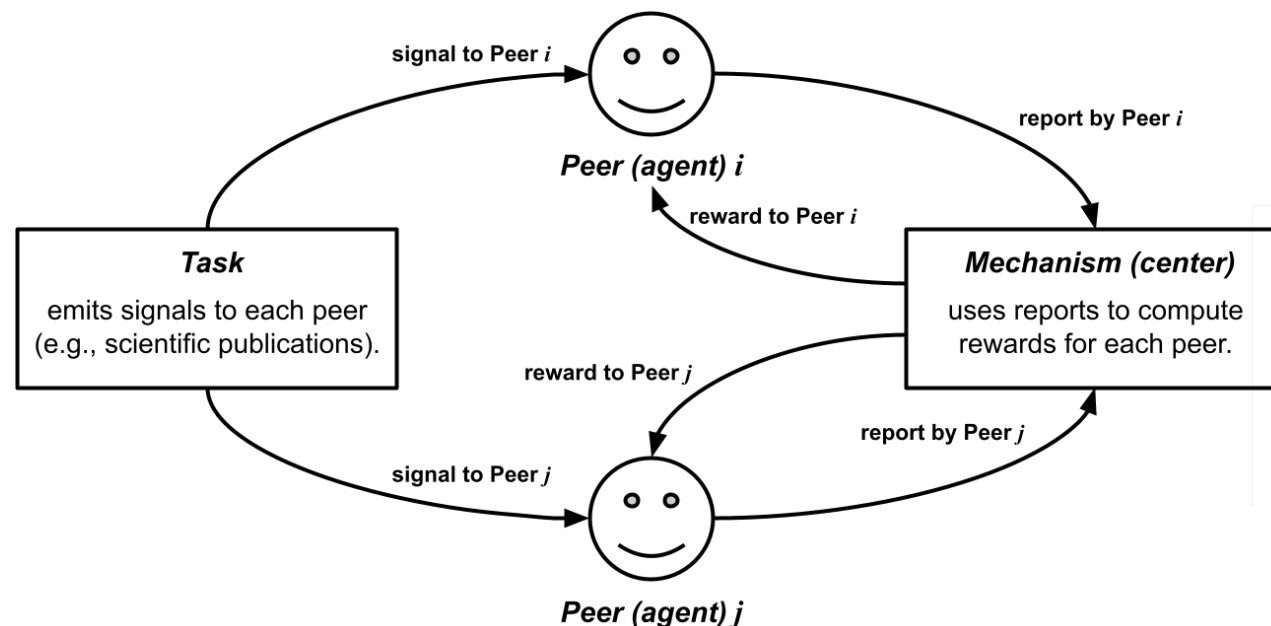 signal to Peer i
report by Peer i
Peer (agent) i
reward to Peer i
Task
emits signals to each peer
(e.g., scientific publications).
Mechanism (center)
uses reports to compute
rewards for each peer.
reward to Peer j
report by Peer j
signal to Peer j
Peer (agent) j